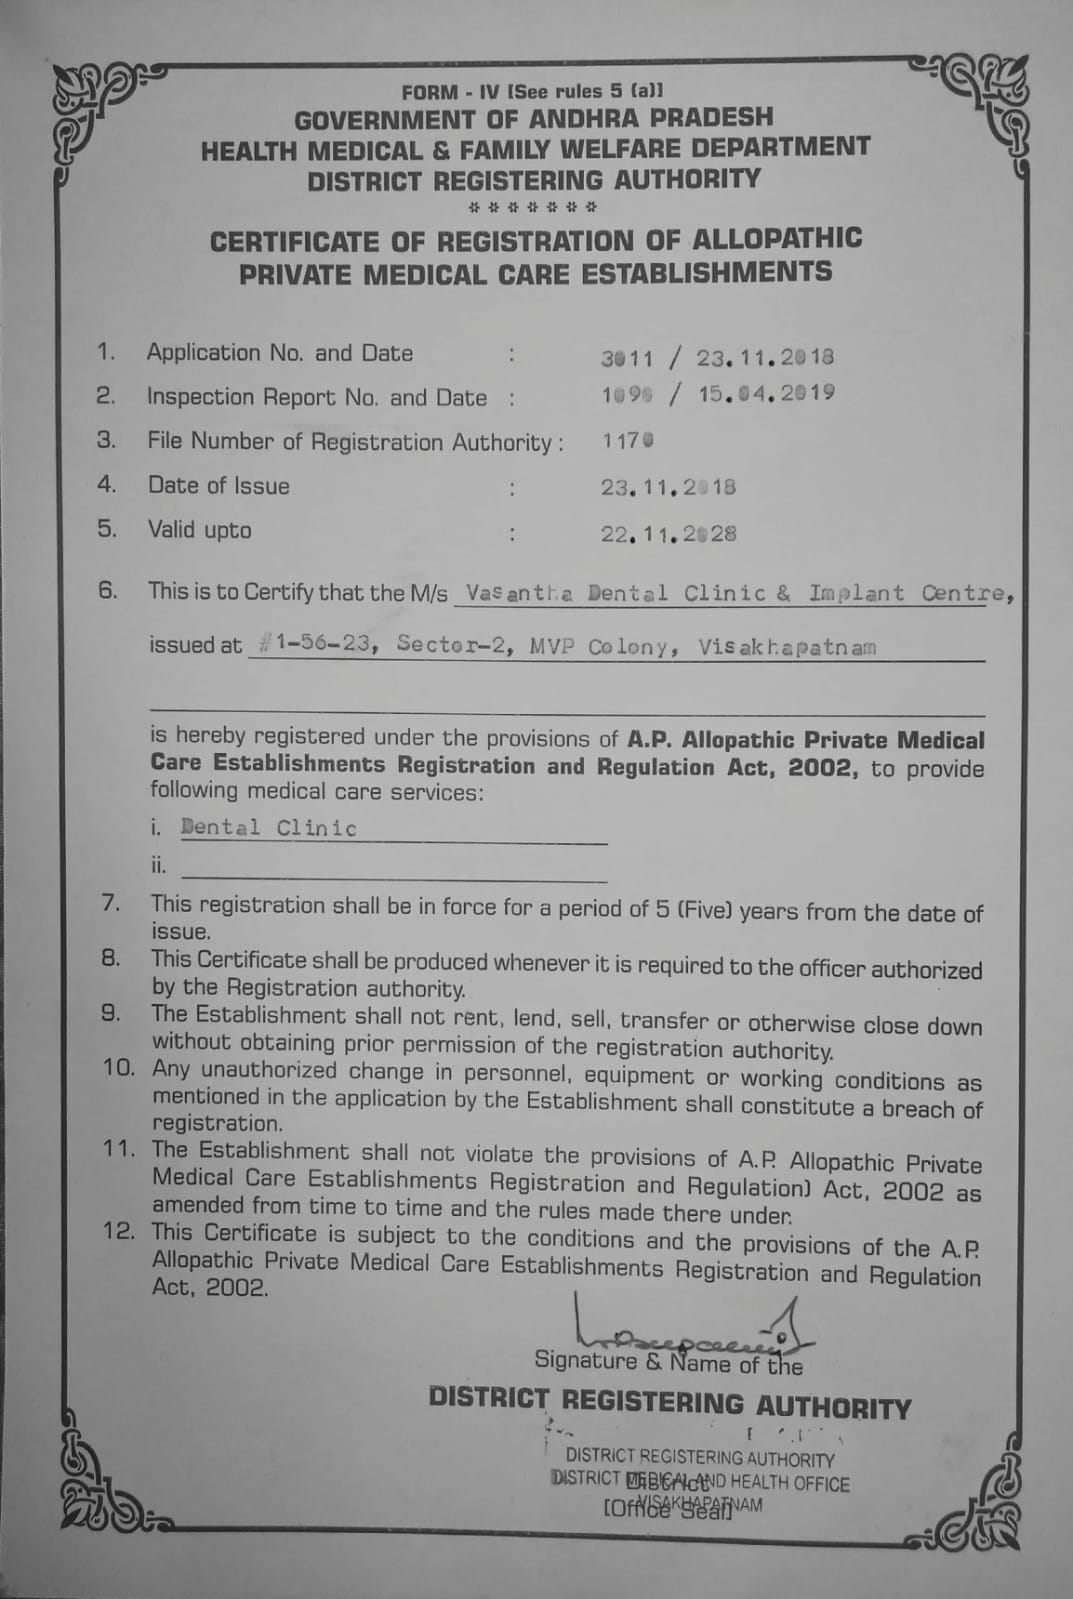 FORM - IV [See rules 5 (a)]
GOVERNMENT OF ANDHRA PRADESH
HEALTH MEDICAL & FAMILY WELFARE DEPARTMENT
DISTRICT REGISTERING AUTHORITY
*******
CERTIFICATE OF REGISTRATION OF ALLOPATHIC
PRIVATE MEDICAL CARE ESTABLISHMENTS
1. Application No. and Date : 3011 / 23.11.2018
2. Inspection Report No. and Date : / 15.04.2019
3. File Number of Registration Authority : 1170
4. Date of Issue : 23.11.2018
5. Valid upto : 22.11.2028
6. This is to Certify that the M/s Vasantha Dental Clinic & Implant Centre,
issued at #1-56-23, Sector-2, MVP Colony, Visakhapatnam
is hereby registered under the provisions of A.P. Allopathic Private Medical
Care Establishments Registration and Regulation Act, 2002, to provide
following medical care services:
i. Dental Clinic
ii.
7. This registration shall be in force for a period of 5 (Five) years from the date of
issue.
8. This Certificate shall be produced whenever it is required to the officer authorized
by the Registration authority.
9. The Establishment shall not rent, lend, sell, transfer or otherwise close down
without obtaining prior permission of the registration authority.
10. Any unauthorized change in personnel, equipment or working conditions as
mentioned in the application by the Establishment shall constitute a breach of
registration.
11. The Establishment shall not violate the provisions of A.P. Allopathic Private
Medical Care Establishments Registration and Regulation) Act, 2002 as
amended from time to time and the rules made there under.
12. This Certificate is subject to the conditions and the provisions of the A.P.
Allopathic Private Medical Care Establishments Registration and Regulation
Act, 2002.
Signature & Name of the
DISTRICT REGISTERING AUTHORITY
DISTRICT REGISTERING AUTHORITY
DISTRICT MEDICAL AND HEALTH OFFICE
District
VISAKHAPATNAM
[Office Seal]